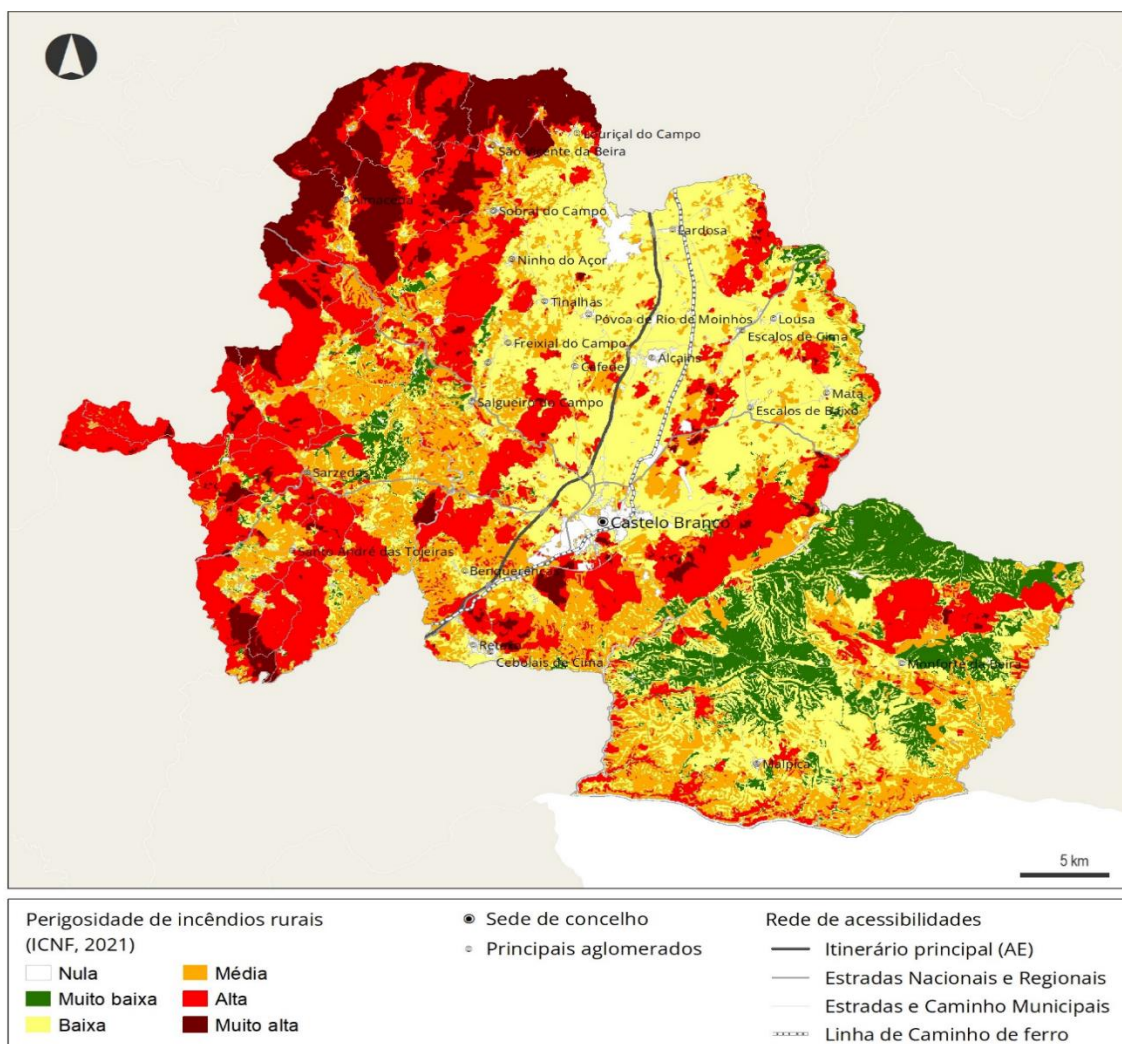 Louriçal do Campo
São Vicente da Beira
Almaceda
Sobral do Campo
Lardosa
Ninho do Açor
Tinalhas
Póvoa de Rio de Moinhos
Lousa
Escalos de Cima
Freixial do Campo
Alcains
Cafede
Mata
Salgueiro do Campo
Escalos de Baixo
Sarzedas
Castelo Branco
Santo André das Tojeiras
Benquerenças
Retaxo
Cebolais de Cima
Monforte da Beira
Malpica
5 km
Perigosidade de incêndios rurais
(ICNF, 2021)
Nula
Muito baixa
Baixa
Média
Alta
Muito alta
Sede de concelho
Principais aglomerados
Rede de acessibilidades
Itinerário principal (AE)
Estradas Nacionais e Regionais
Estradas e Caminho Municipais
Linha de Caminho de ferro